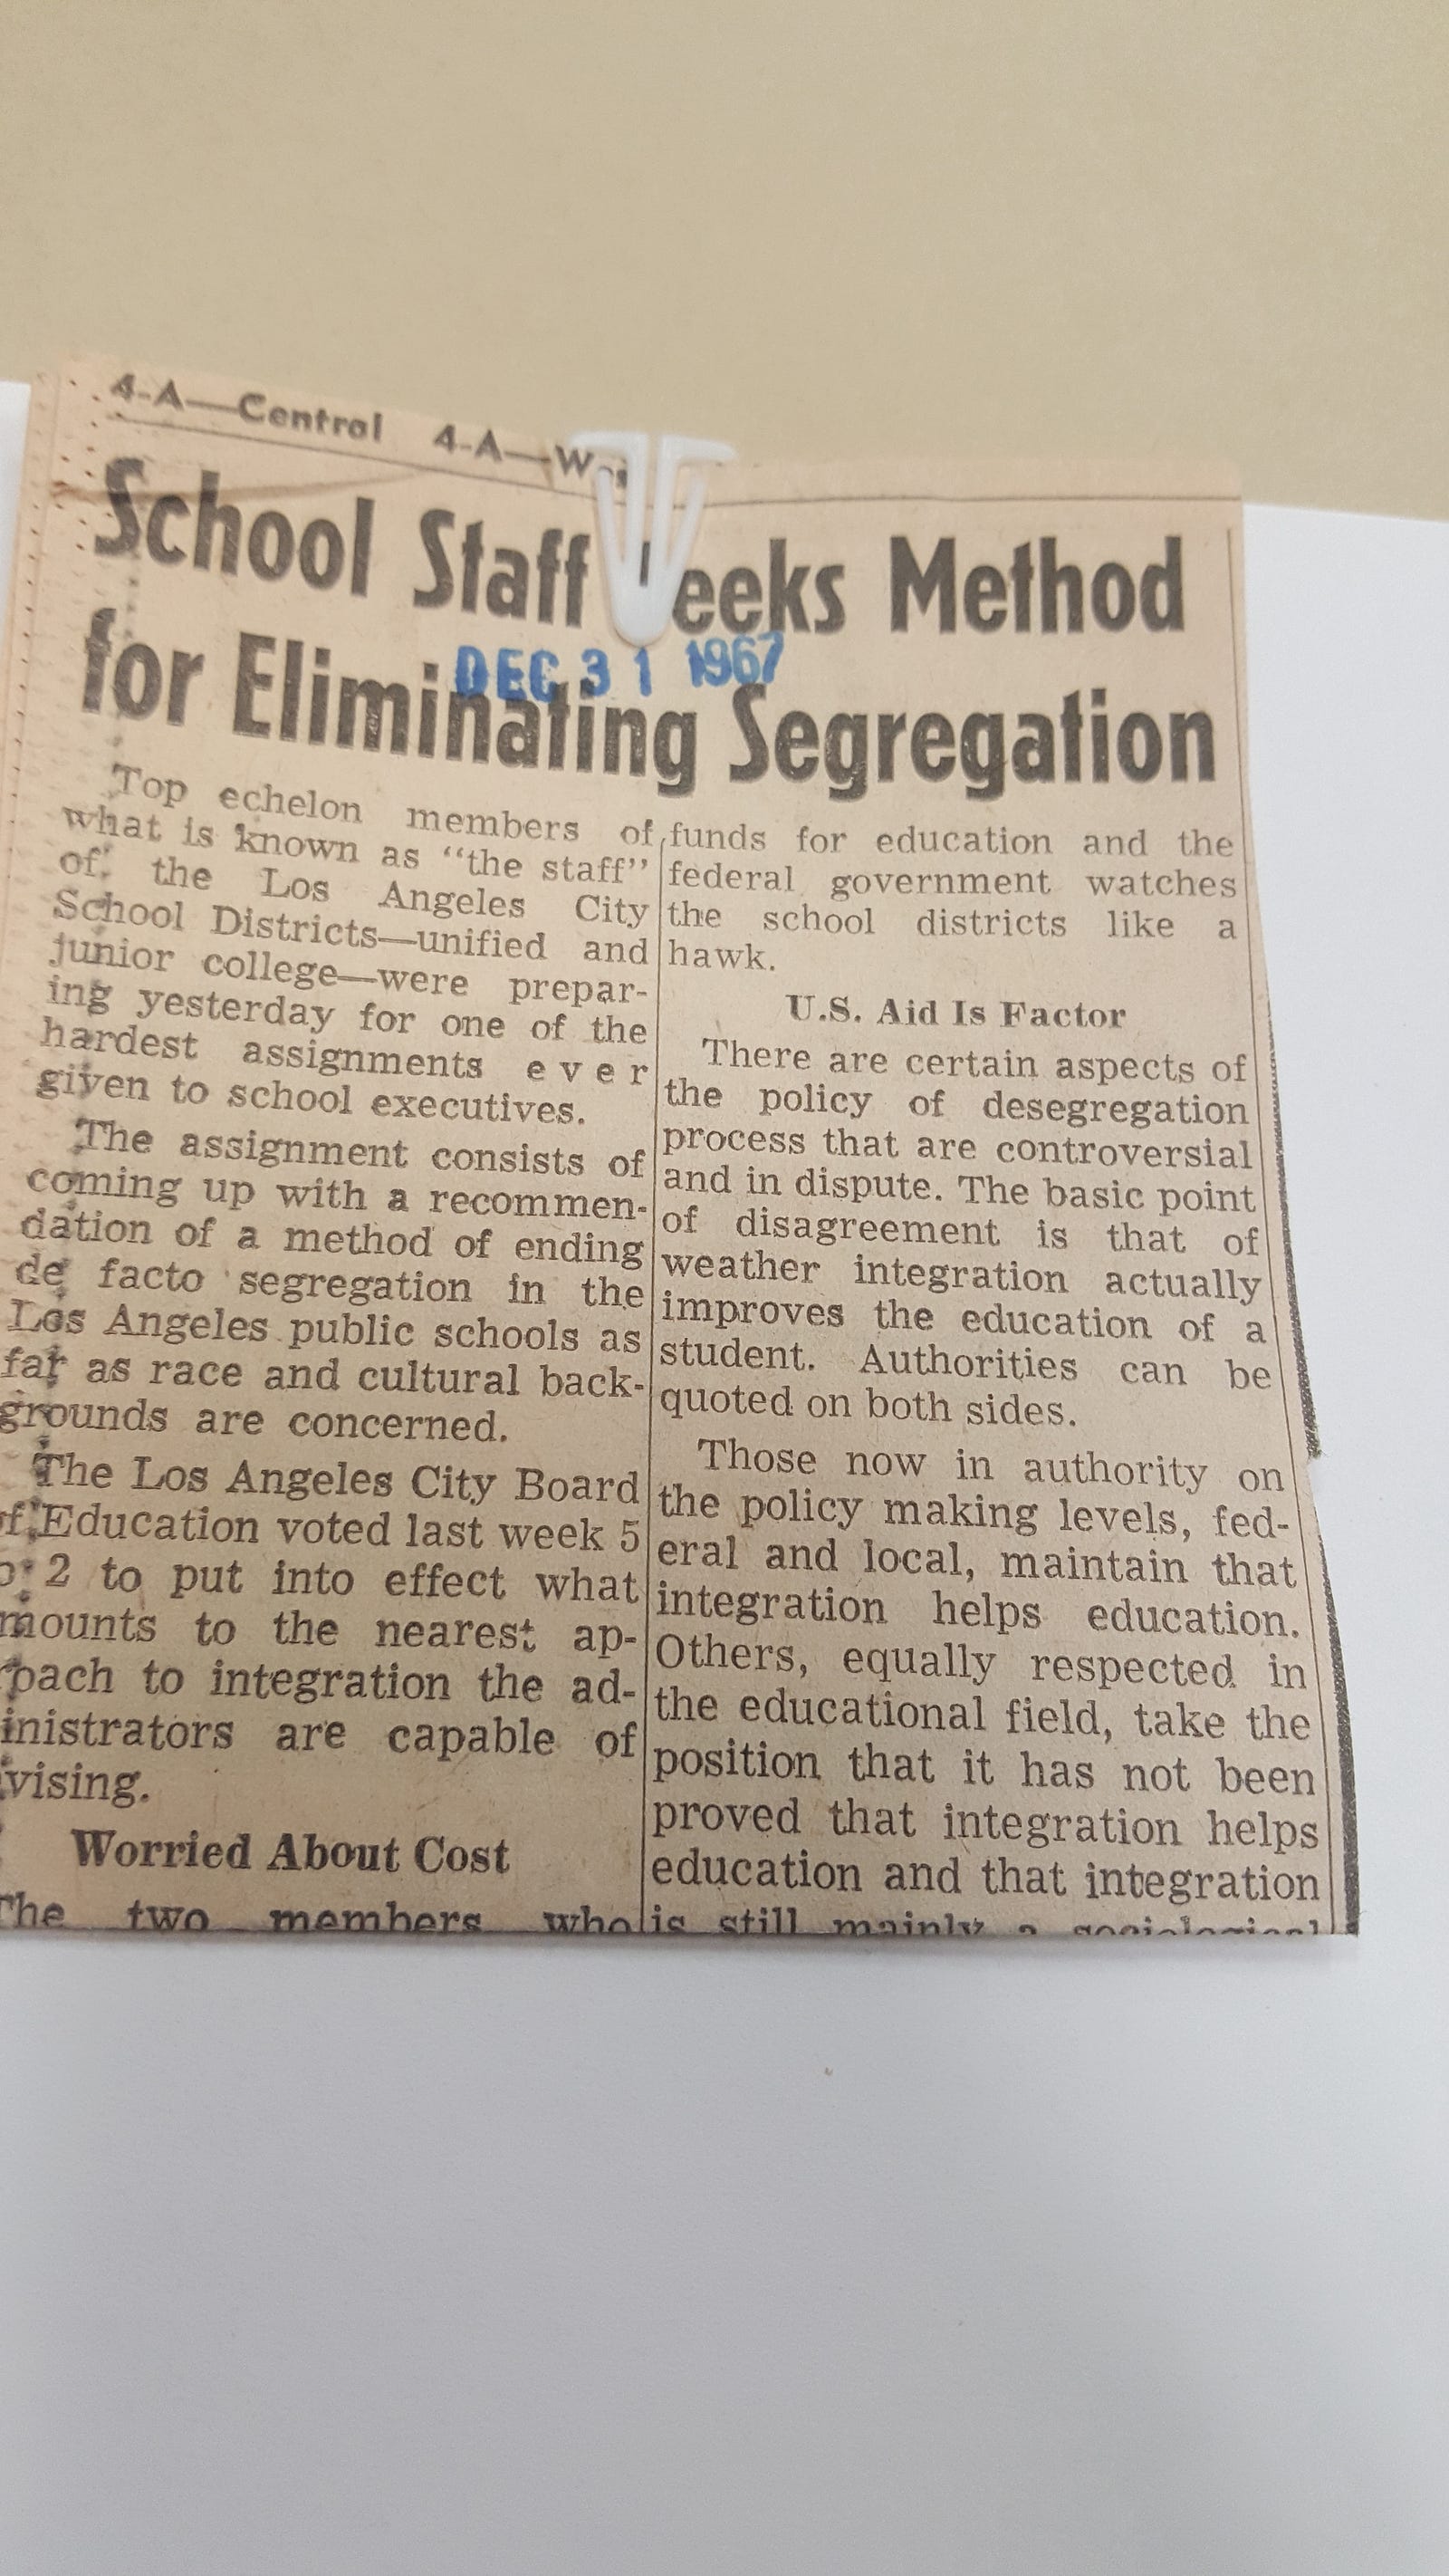 4-A—Central 4-A—W
School Staff eeks Method
DEC 31 1967
for Eliminating Segregation
Top echelon members of
what is known as "the staff"
of the Los Angeles City
School Districts—unified and
junior college—were prepar-
ing yesterday for one of the
hardest assignments ever
given to school executives.
The assignment consists of
coming up with a recommen-
dation of a method of ending
de facto segregation in the
Los Angeles public schools as
far as race and cultural back-
grounds are concerned.
The Los Angeles City Board
f Education voted last week 5
2 to put into effect what
mounts to the nearest ap-
roach to integration the ad-
inistrators are capable of
vising.
Worried About Cost
The two members who
funds for education and the
federal government watches
the school districts like a
hawk.
U.S. Aid Is Factor
There are certain aspects of
the policy of desegregation
process that are controversial
and in dispute. The basic point
of disagreement is that of
weather integration actually
improves the education of a
student. Authorities can be
quoted on both sides.
Those now in authority on
the policy making levels, fed-
eral and local, maintain that
integration helps education.
Others, equally respected in
the educational field, take the
position that it has not been
proved that integration helps
education and that integration
is still mainly a sociological